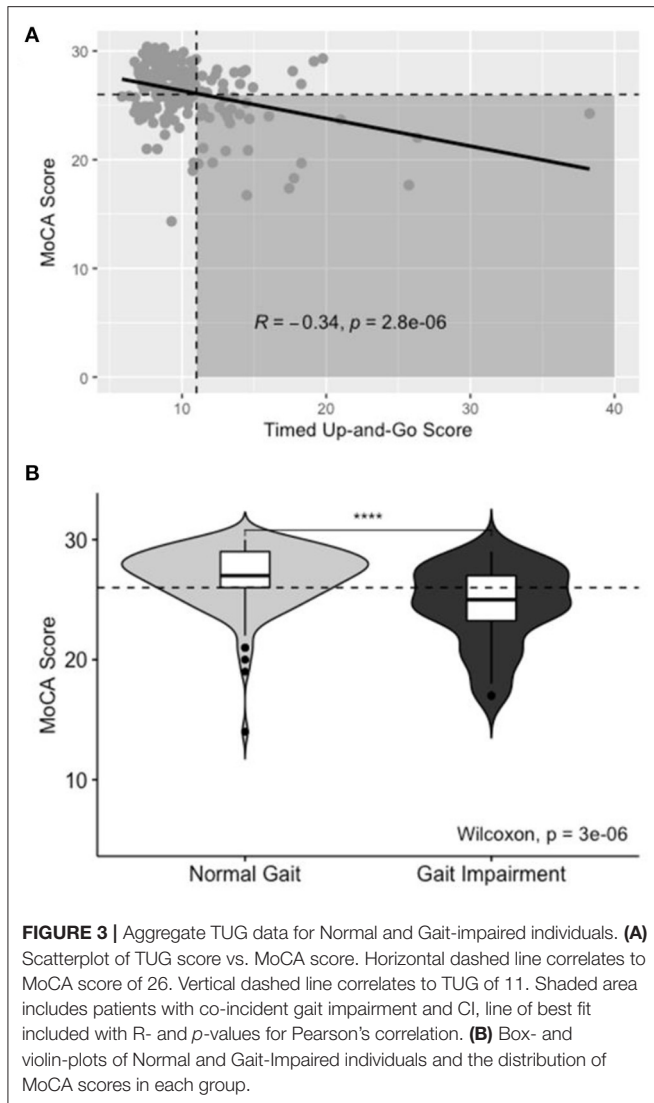 A
30
20
10
0
MoCA Score
R = −0.34, p = 2.8e-06
10 20 30 40
Timed Up-and-Go Score
B
****
30
20
10
MoCA Score
Wilcoxon, p = 3e-06
Normal Gait Gait Impairment
FIGURE 3 | Aggregate TUG data for Normal and Gait-impaired individuals. (A)
Scatterplot of TUG score vs. MoCA score. Horizontal dashed line correlates to
MoCA score of 26. Vertical dashed line correlates to TUG of 11. Shaded area
includes patients with co-incident gait impairment and CI, line of best fit
included with R- and p-values for Pearson's correlation. (B) Box- and
violin-plots of Normal and Gait-Impaired individuals and the distribution of
MoCA scores in each group.